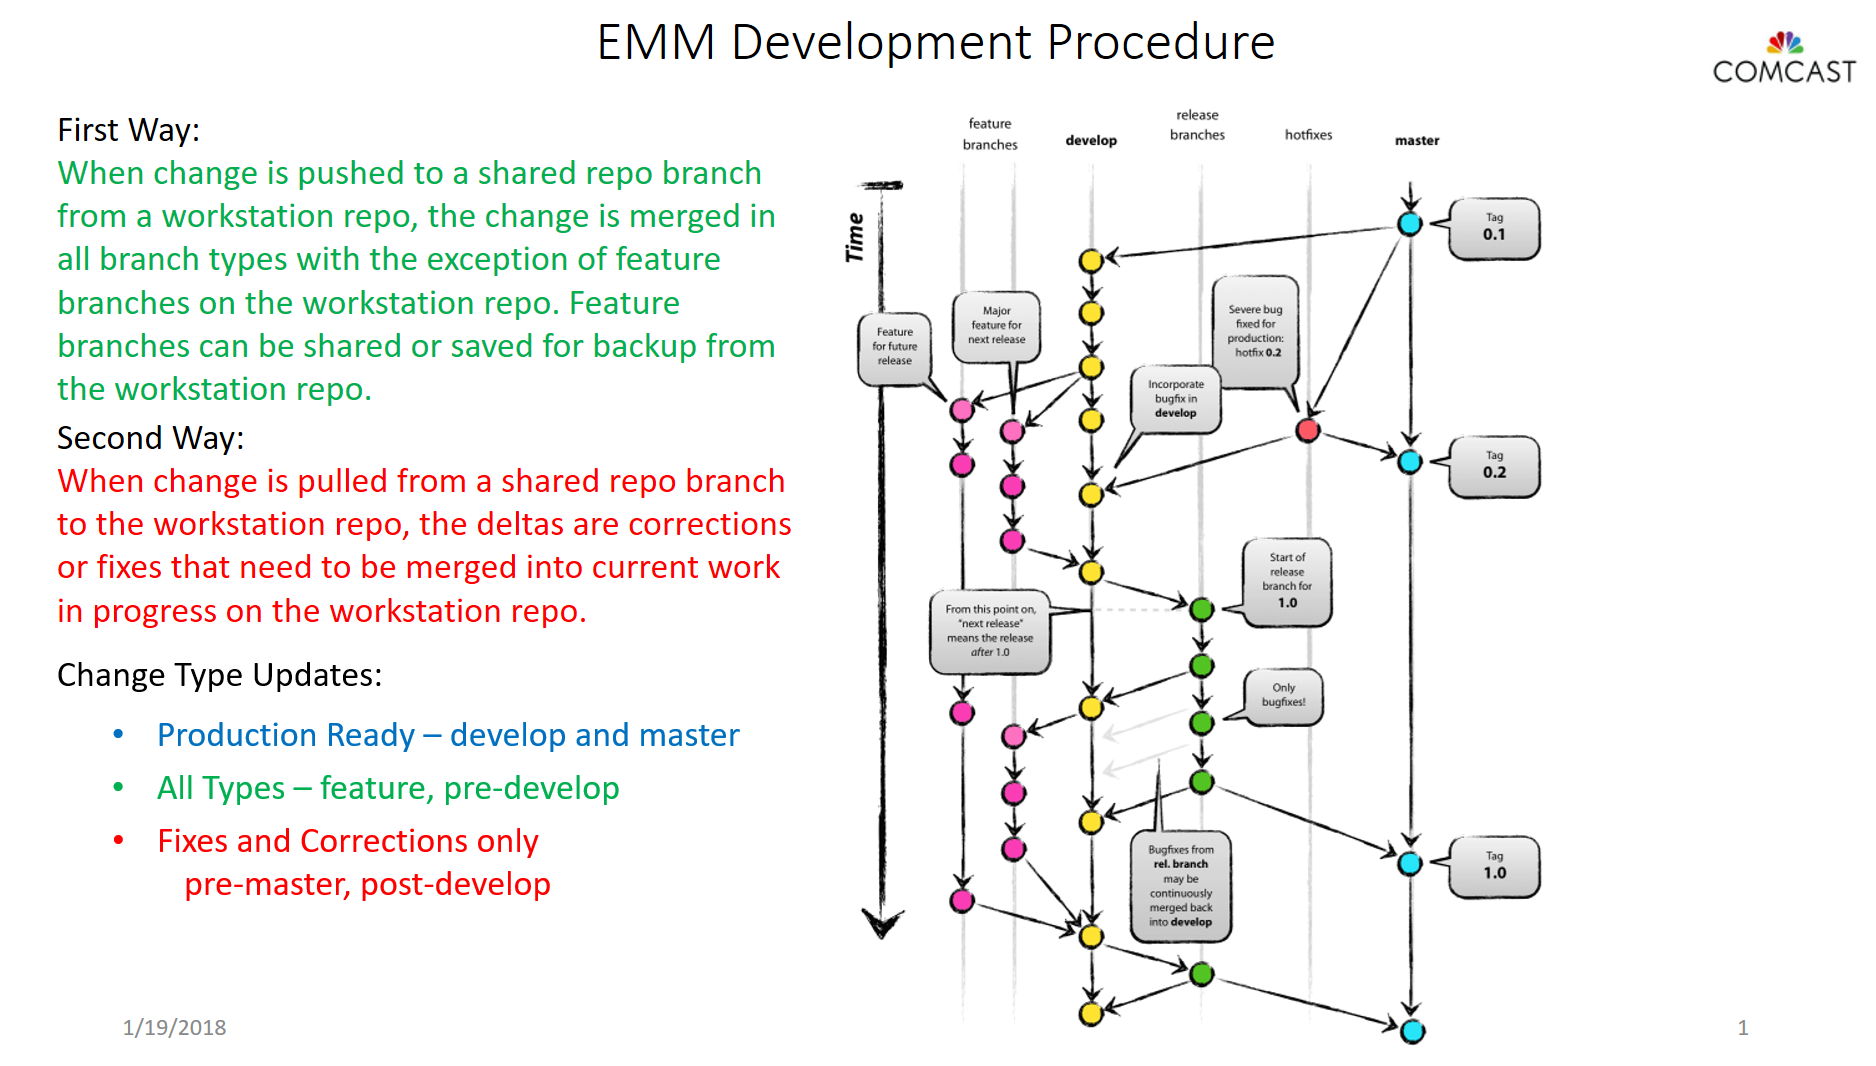 EMM Development Procedure
COMCAST
First Way:
When change is pushed to a shared repo branch
from a workstation repo, the change is merged in
all branch types with the exception of feature
branches on the workstation repo. Feature
branches can be shared or saved for backup from
the workstation repo.
Second Way:
When change is pulled from a shared repo branch
to the workstation repo, the deltas are corrections
or fixes that need to be merged into current work
in progress on the workstation repo.
Change Type Updates:
• Production Ready – develop and master
• All Types – feature, pre-develop
• Fixes and Corrections only
pre-master, post-develop
feature
branches
develop
release
branches
hotfixes
master
Time
Tag
0.1
Feature
for future
release
Major
feature for
next release
Severe bug
fixed for
production:
hotfix 0.2
Incorporate
bugfix in
develop
Tag
0.2
Start of
release
branch for
1.0
From this point on,
"next release"
means the release
after 1.0
Only
bugfixes!
Bugfixes from
rel. branch
may be
continuously
merged back
into develop
Tag
1.0
1/19/2018
1